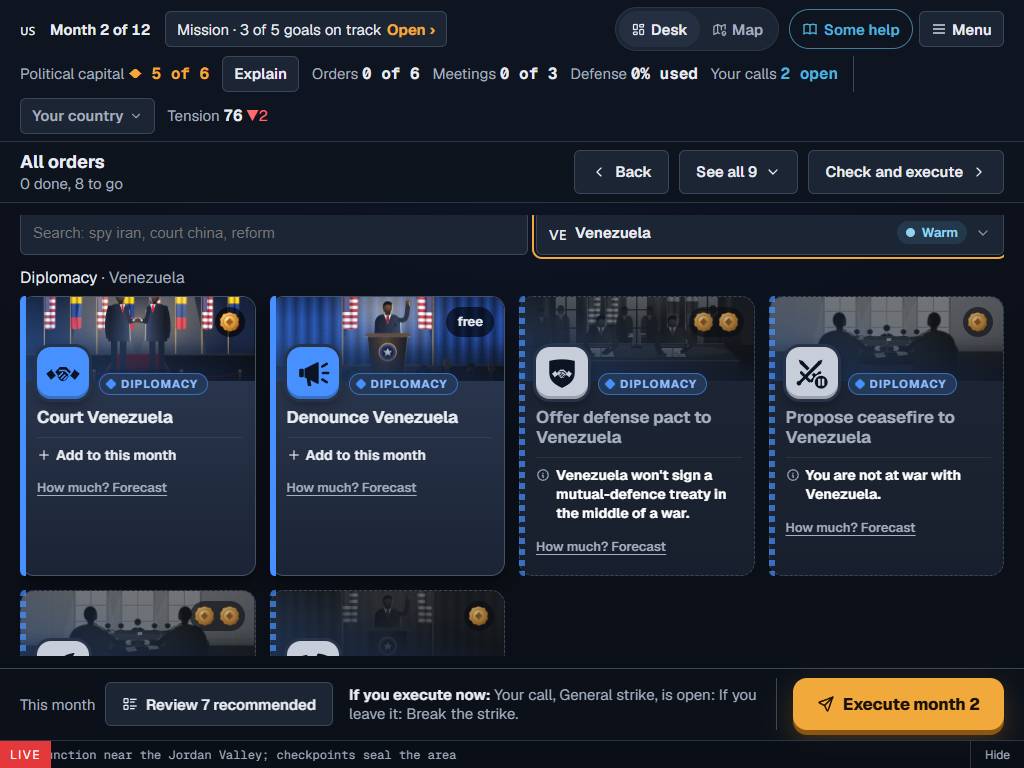 US Month 2 of 12 Mission · 3 of 5 goals on track Open › Desk Map Some help Menu
Political capital 5 of 6 Explain Orders 0 of 6 Meetings 0 of 3 Defense 0% used Your calls 2 open
Your country Tension 76 ▼2
All orders
0 done, 8 to go
Back See all 9 Check and execute
Search: spy iran, court china, reform
VE Venezuela Warm
Diplomacy · Venezuela
DIPLOMACY
Court Venezuela
Add to this month
How much? Forecast
free
DIPLOMACY
Denounce Venezuela
Add to this month
How much? Forecast
DIPLOMACY
Offer defense pact to
Venezuela
Venezuela won't sign a
mutual-defence treaty in
the middle of a war.
How much? Forecast
DIPLOMACY
Propose ceasefire to
Venezuela
You are not at war with
Venezuela.
How much? Forecast
This month Review 7 recommended
If you execute now: Your call, General strike, is open: If you
leave it: Break the strike.
Execute month 2
LIVE near the Jordan Valley; checkpoints seal the area Hide